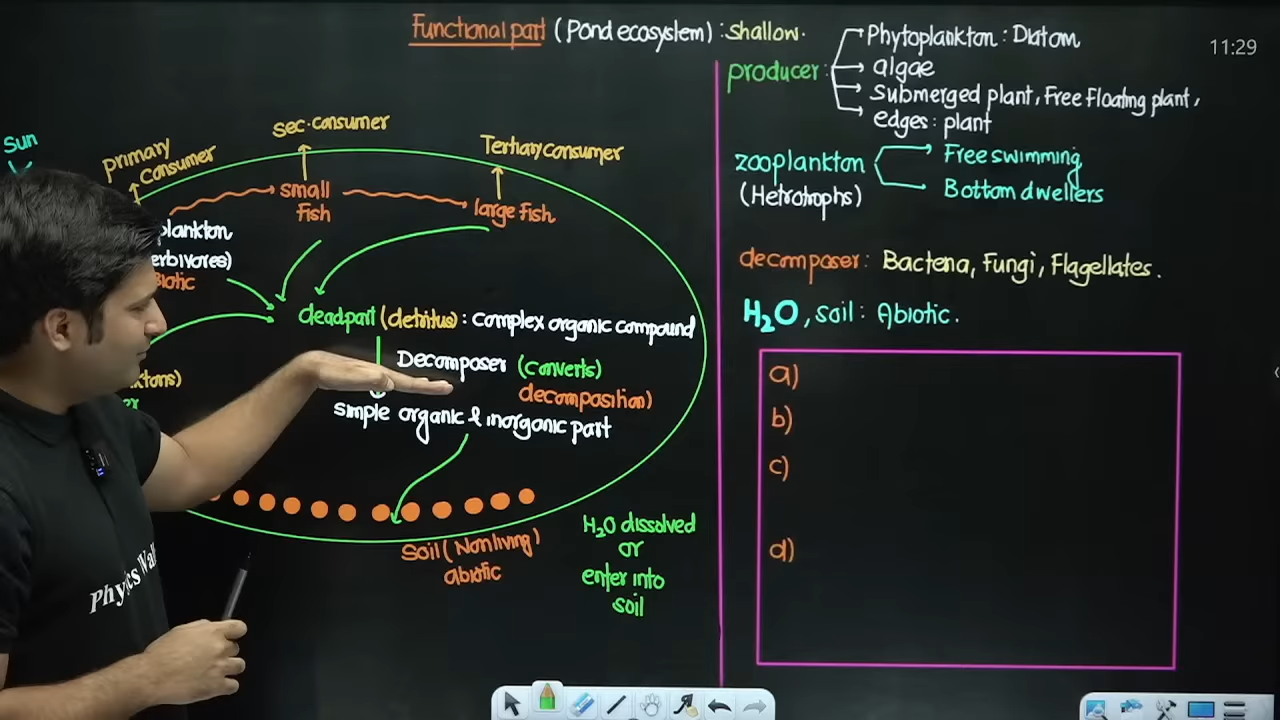 Functional part (Pond ecosystem) : shallow.
11:29
Sun
primary consumer
sec. consumer
Tertiary consumer
small
Fish
large Fish
plankton
erbivores)
biotic
dead part (detritus) : complex organic compound
Decomposer (converts)
decomposition)
simple organic & inorganic part
ktons)
er
Soil (Nonliving)
abiotic
H₂O dissolved
or
enter into
soil
producer :
Phytoplankton : Diatom
algae
Submerged plant, Free Floating plant,
edges : plant
zooplankton
(Hetrotrophs)
Free swimming
Bottom dwellers
decomposer : Bacteria, Fungi, Flagellates.
H₂O, soil : Abiotic.
a)
b)
c)
d)
Physics Wal